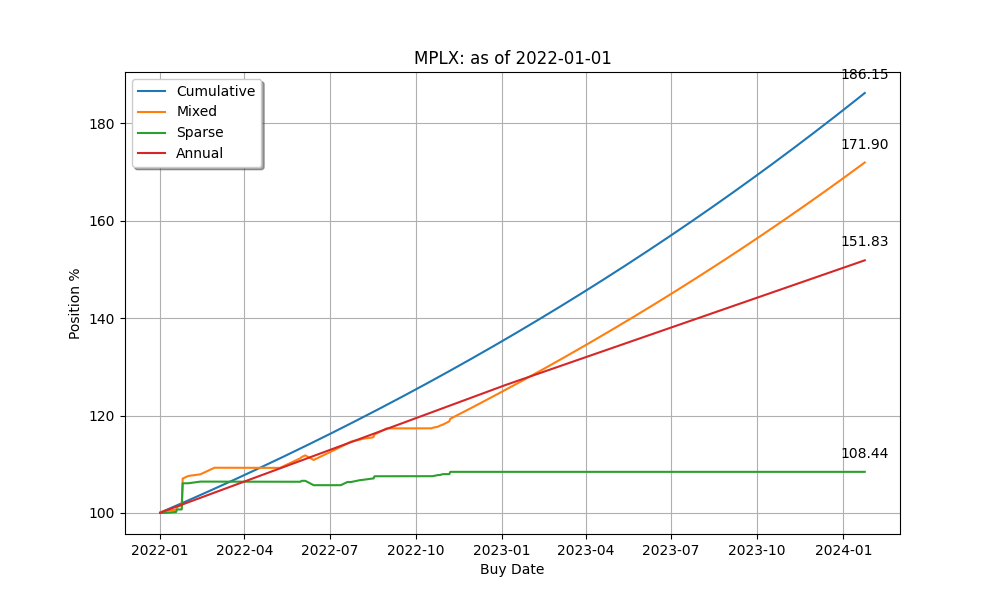 MPLX: as of 2022-01-01
Cumulative
Mixed
Sparse
Annual
186.15
171.90
151.83
108.44
180
160
140
120
100
Position %
2022-01 2022-04 2022-07 2022-10 2023-01 2023-04 2023-07 2023-10 2024-01
Buy Date